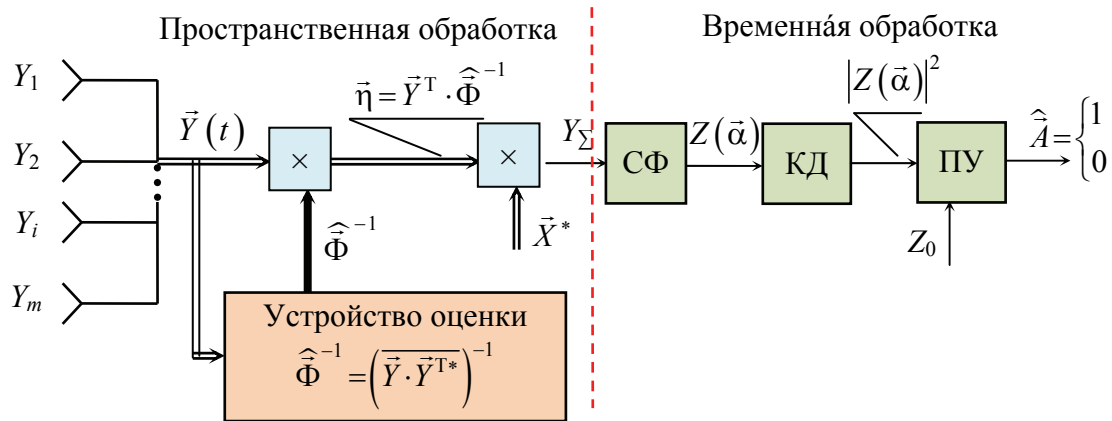 Пространственная обработка
Временна́я обработка
Y₁
Y₂
Yᵢ
Yₘ
Y⃗(t)
×
η⃗ = Y⃗ᵀ · Φ̂⃗⁻¹
×
Y_Σ
СФ
Z(α⃗)
КД
|Z(α⃗)|²
ПУ
Â⃗ = {1
0
Φ̂⃗⁻¹
X⃗*
Z₀
Устройство оценки
Φ̂⃗⁻¹ = (Y⃗ · Y⃗ᵀ*)⁻¹